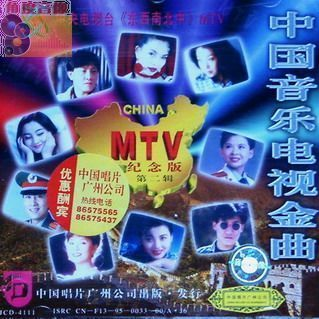 央电视台《东西南北中》MTV
中国音乐电视金曲
CHINA
MTV
纪念版
第二辑
优惠酬宾
中国唱片
广州公司
热线电话
86575565
86575437
中国唱片广州公司出版·发行
JCD-4111
ISRC CN-F13-95-0033-00/A·J6